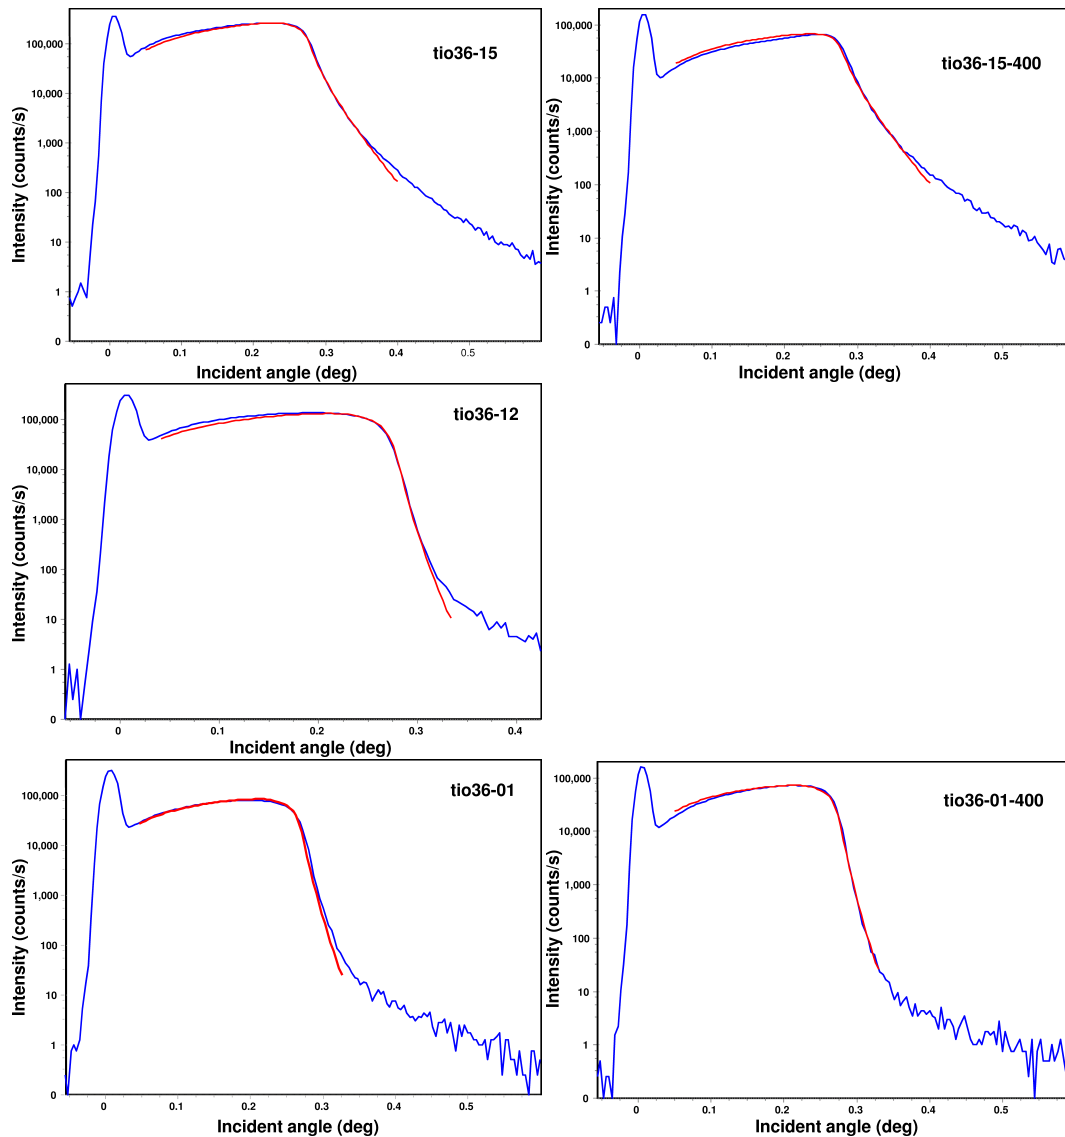 tio36-15
Intensity (counts/s)
100,000
10,000
1,000
100
10
1
0
0 0.1 0.2 0.3 0.4 0.5
Incident angle (deg)
tio36-15-400
Intensity (counts/s)
100,000
10,000
1,000
100
10
1
0
0 0.1 0.2 0.3 0.4 0.5
Incident angle (deg)
tio36-12
Intensity (counts/s)
100,000
10,000
1,000
100
10
1
0
0 0.1 0.2 0.3 0.4
Incident angle (deg)
tio36-01
Intensity (counts/s)
100,000
10,000
1,000
100
10
1
0
0 0.1 0.2 0.3 0.4 0.5
Incident angle (deg)
tio36-01-400
Intensity (counts/s)
100,000
10,000
1,000
100
10
1
0
0 0.1 0.2 0.3 0.4 0.5
Incident angle (deg)